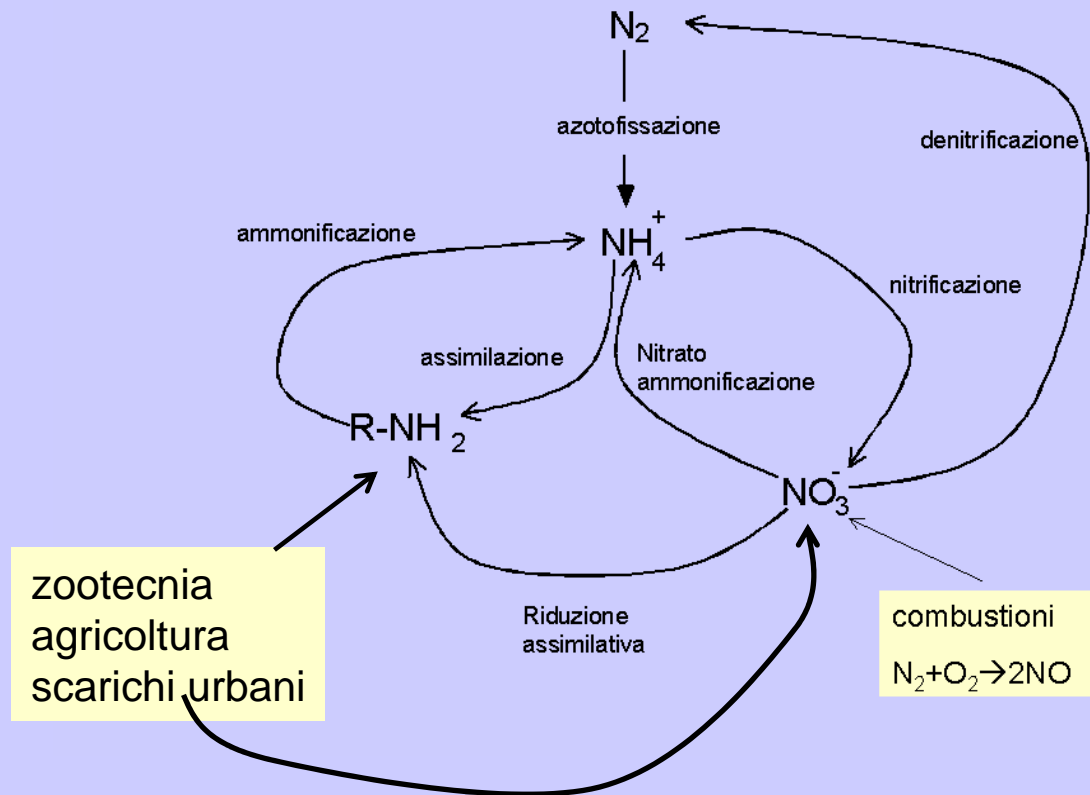 N₂
azotofissazione
denitrificazione
ammonificazione
NH₄⁺
nitrificazione
assimilazione
Nitrato
ammonificazione
R-NH₂
NO₃⁻
zootecnia
agricoltura
scarichi urbani
Riduzione
assimilativa
combustioni
N₂+O₂→2NO